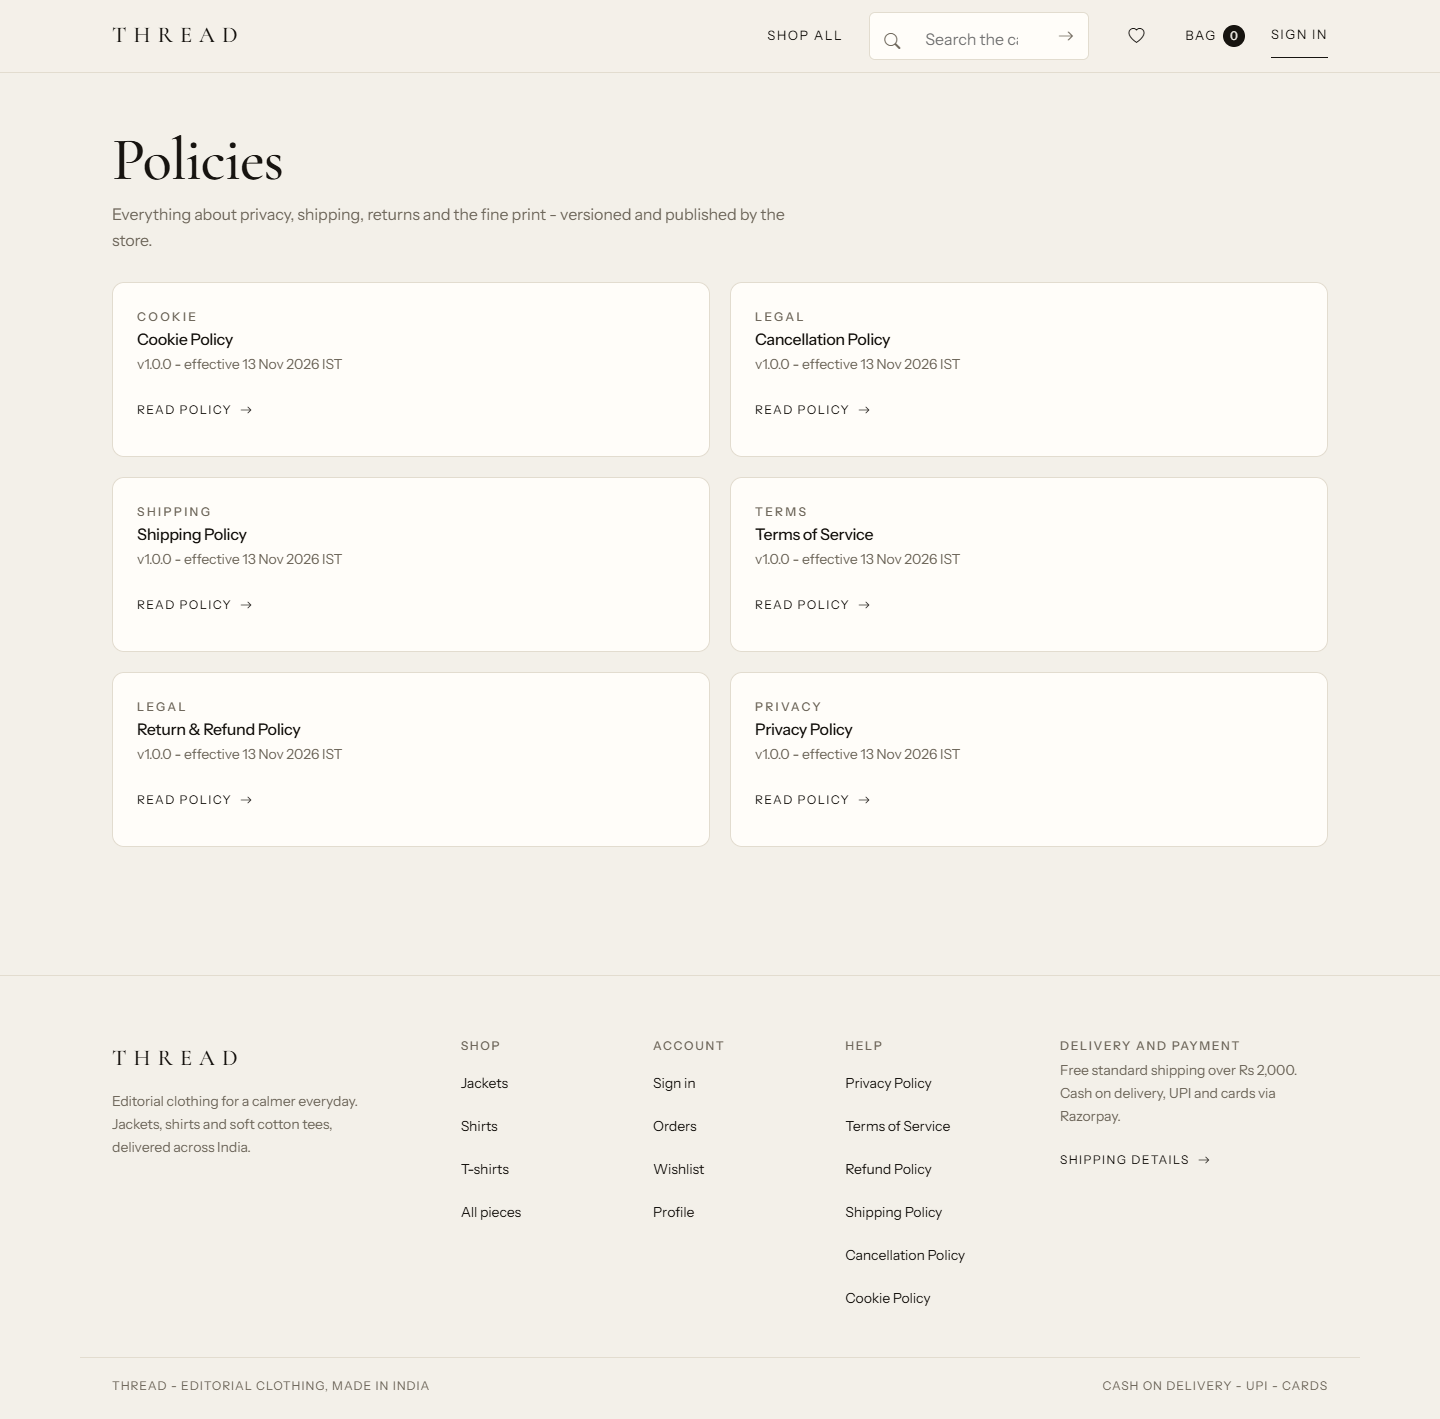 THREAD
SHOP ALL
Search the ca
BAG 0
SIGN IN
Policies
Everything about privacy, shipping, returns and the fine print - versioned and published by the
store.
COOKIE
Cookie Policy
v1.0.0 - effective 13 Nov 2026 IST
READ POLICY →
LEGAL
Cancellation Policy
v1.0.0 - effective 13 Nov 2026 IST
READ POLICY →
SHIPPING
Shipping Policy
v1.0.0 - effective 13 Nov 2026 IST
READ POLICY →
TERMS
Terms of Service
v1.0.0 - effective 13 Nov 2026 IST
READ POLICY →
LEGAL
Return & Refund Policy
v1.0.0 - effective 13 Nov 2026 IST
READ POLICY →
PRIVACY
Privacy Policy
v1.0.0 - effective 13 Nov 2026 IST
READ POLICY →
THREAD
Editorial clothing for a calmer everyday.
Jackets, shirts and soft cotton tees,
delivered across India.
SHOP
Jackets
Shirts
T-shirts
All pieces
ACCOUNT
Sign in
Orders
Wishlist
Profile
HELP
Privacy Policy
Terms of Service
Refund Policy
Shipping Policy
Cancellation Policy
Cookie Policy
DELIVERY AND PAYMENT
Free standard shipping over Rs 2,000.
Cash on delivery, UPI and cards via
Razorpay.
SHIPPING DETAILS →
THREAD - EDITORIAL CLOTHING, MADE IN INDIA
CASH ON DELIVERY - UPI - CARDS